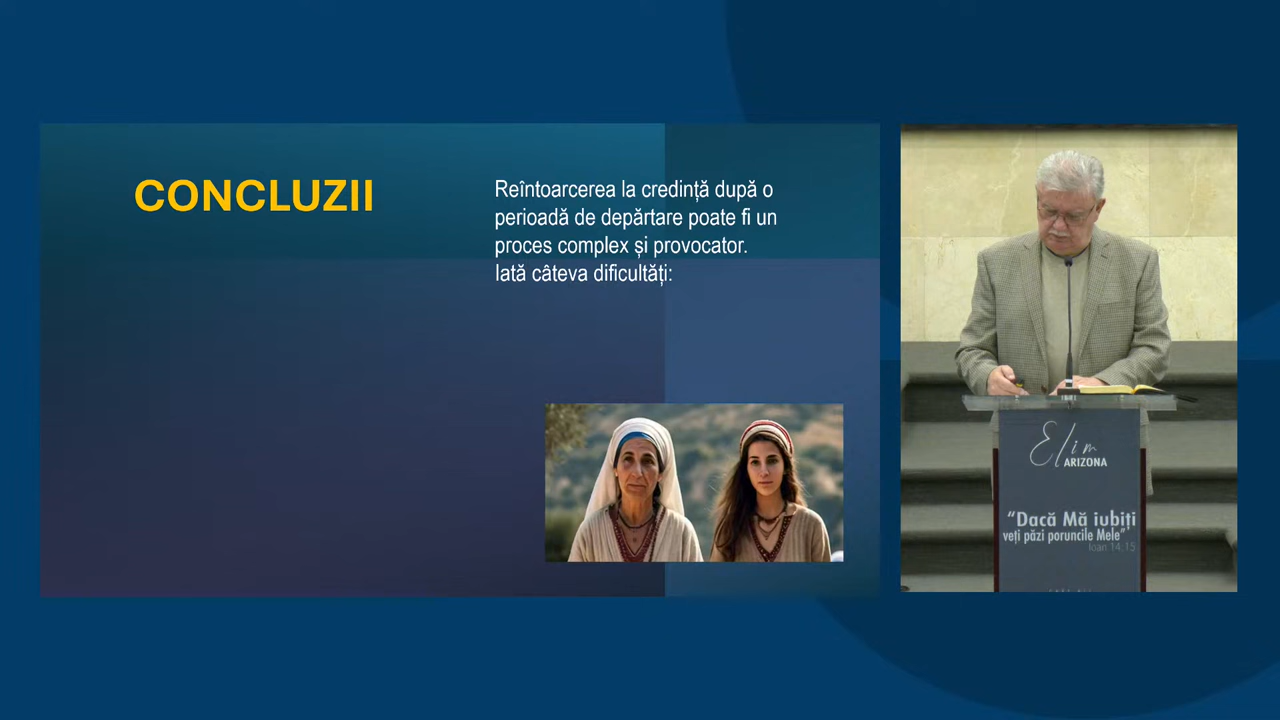 CONCLUZII
Reîntoarcerea la credință după o
perioadă de depărtare poate fi un
proces complex și provocator.
Iată câteva dificultăți:
Elim
ARIZONA
“Dacă Mă iubiți
veți păzi poruncile Mele”
Ioan 14:15